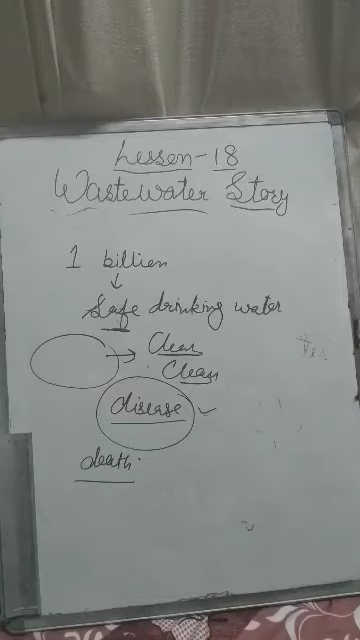 Lesson-18
Wastewater Story
1 billion
↓
Safe drinking water
→ Clear
Clean
disease ✓
death